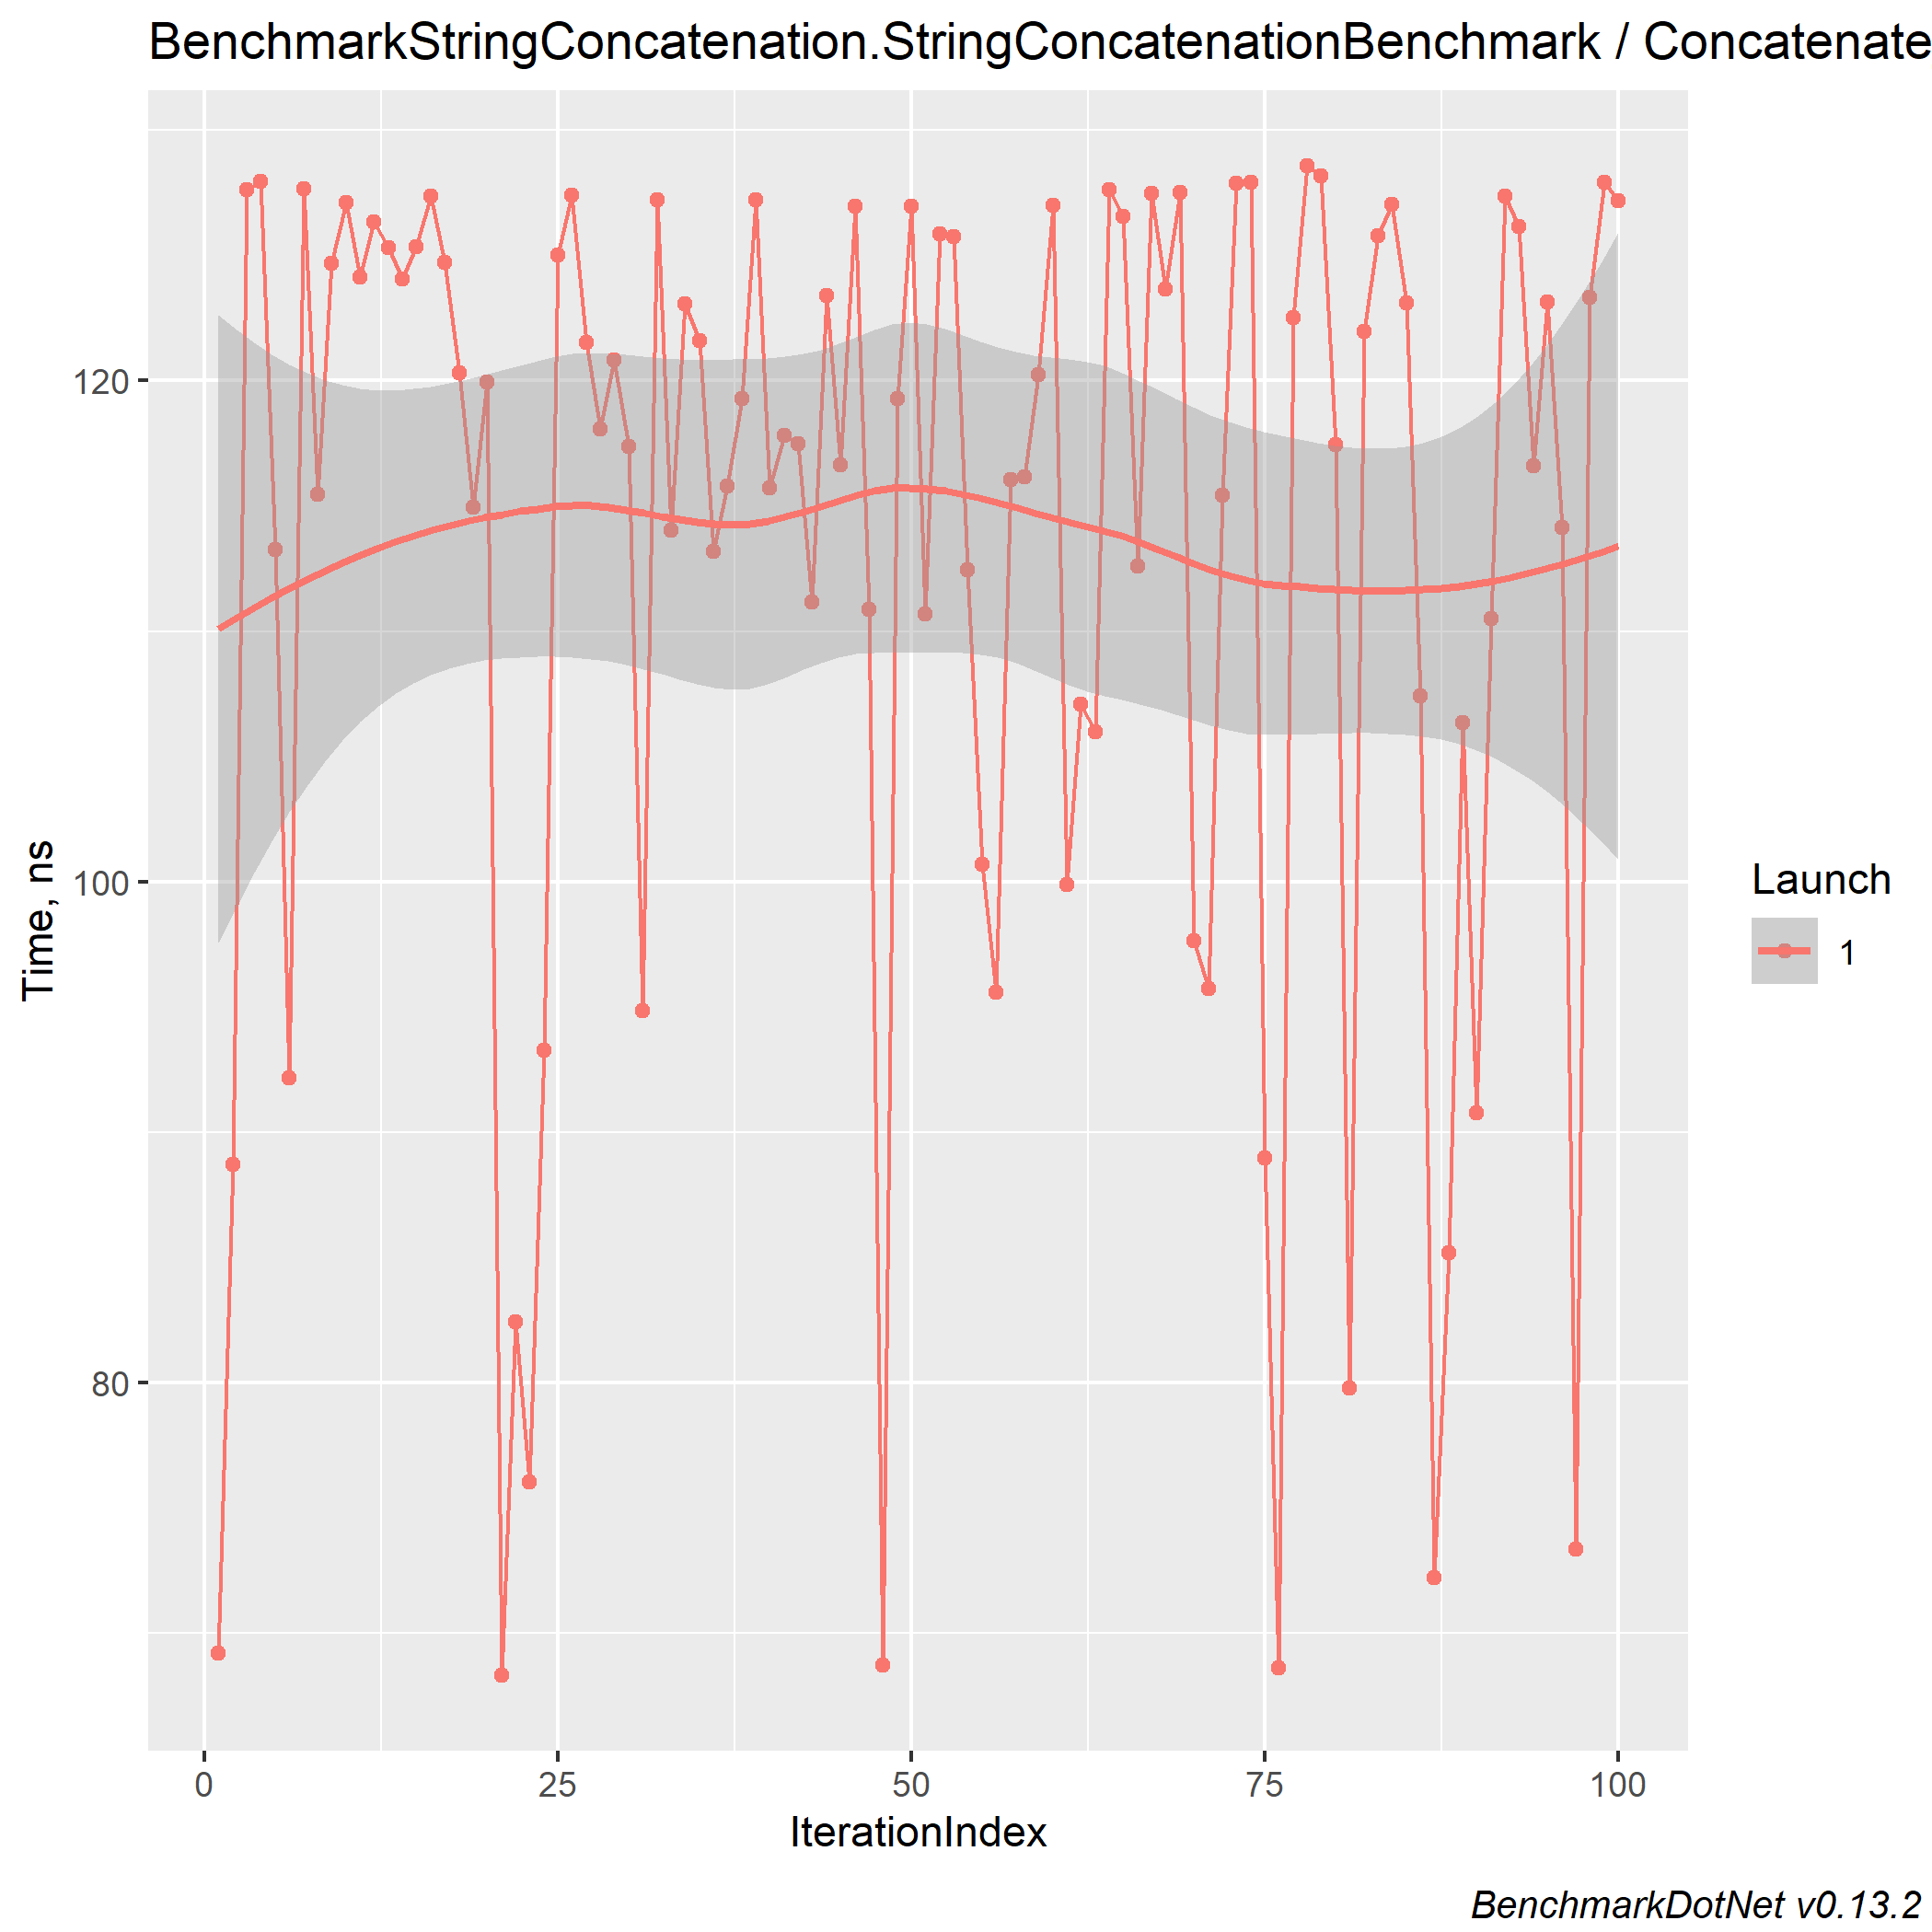 BenchmarkStringConcatenation.StringConcatenationBenchmark / Concatenate
120
100
80
Time, ns
0 25 50 75 100
IterationIndex
Launch
1
BenchmarkDotNet v0.13.2